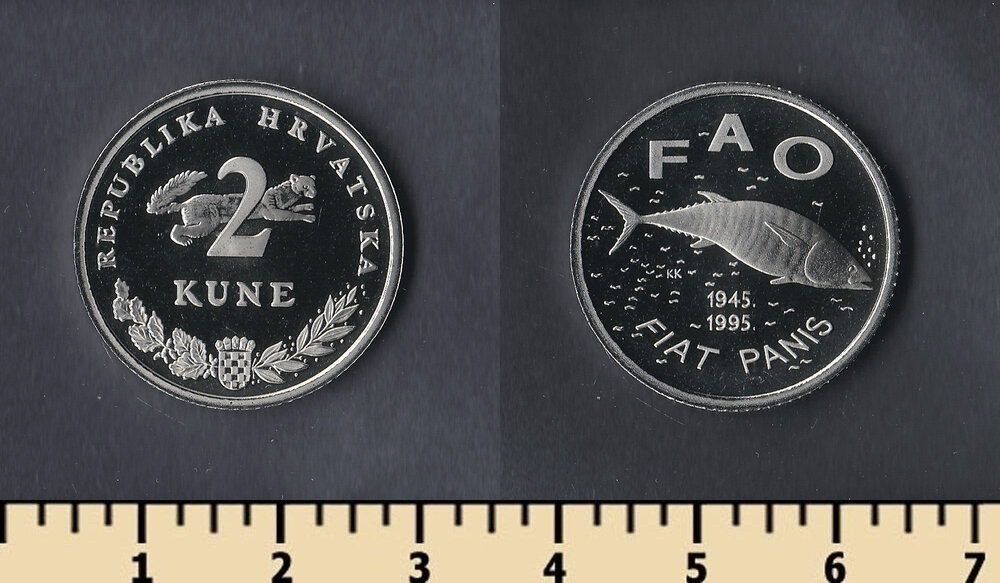 REPUBLIKA HRVATSKA
2
KUNE
FAO
KK
1945.
1995.
FIAT PANIS
1 2 3 4 5 6 7